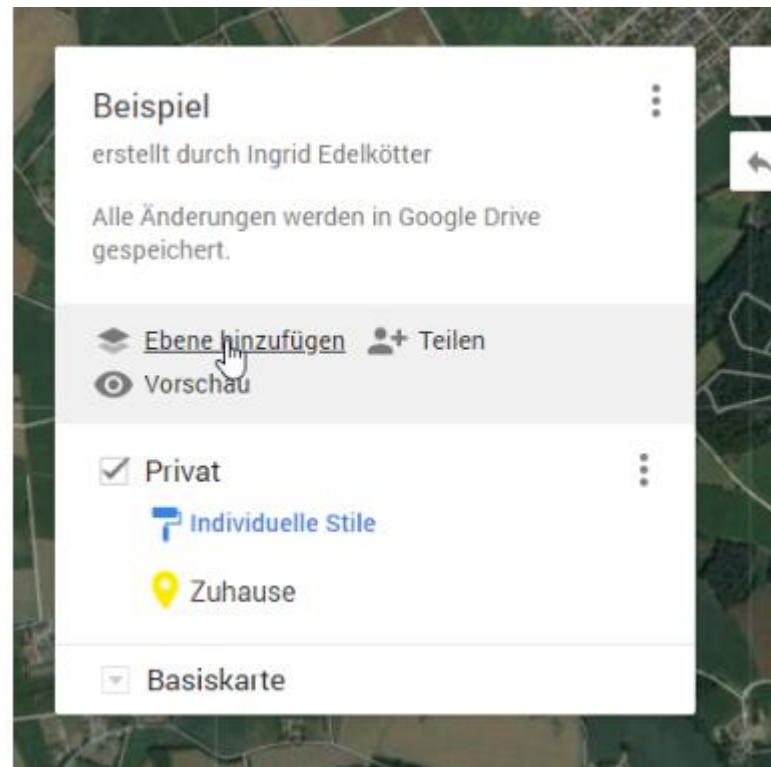 Beispiel
erstellt durch Ingrid Edelkötter
Alle Änderungen werden in Google Drive
gespeichert.
Ebene hinzufügen Teilen
Vorschau
Privat
Individuelle Stile
Zuhause
Basiskarte